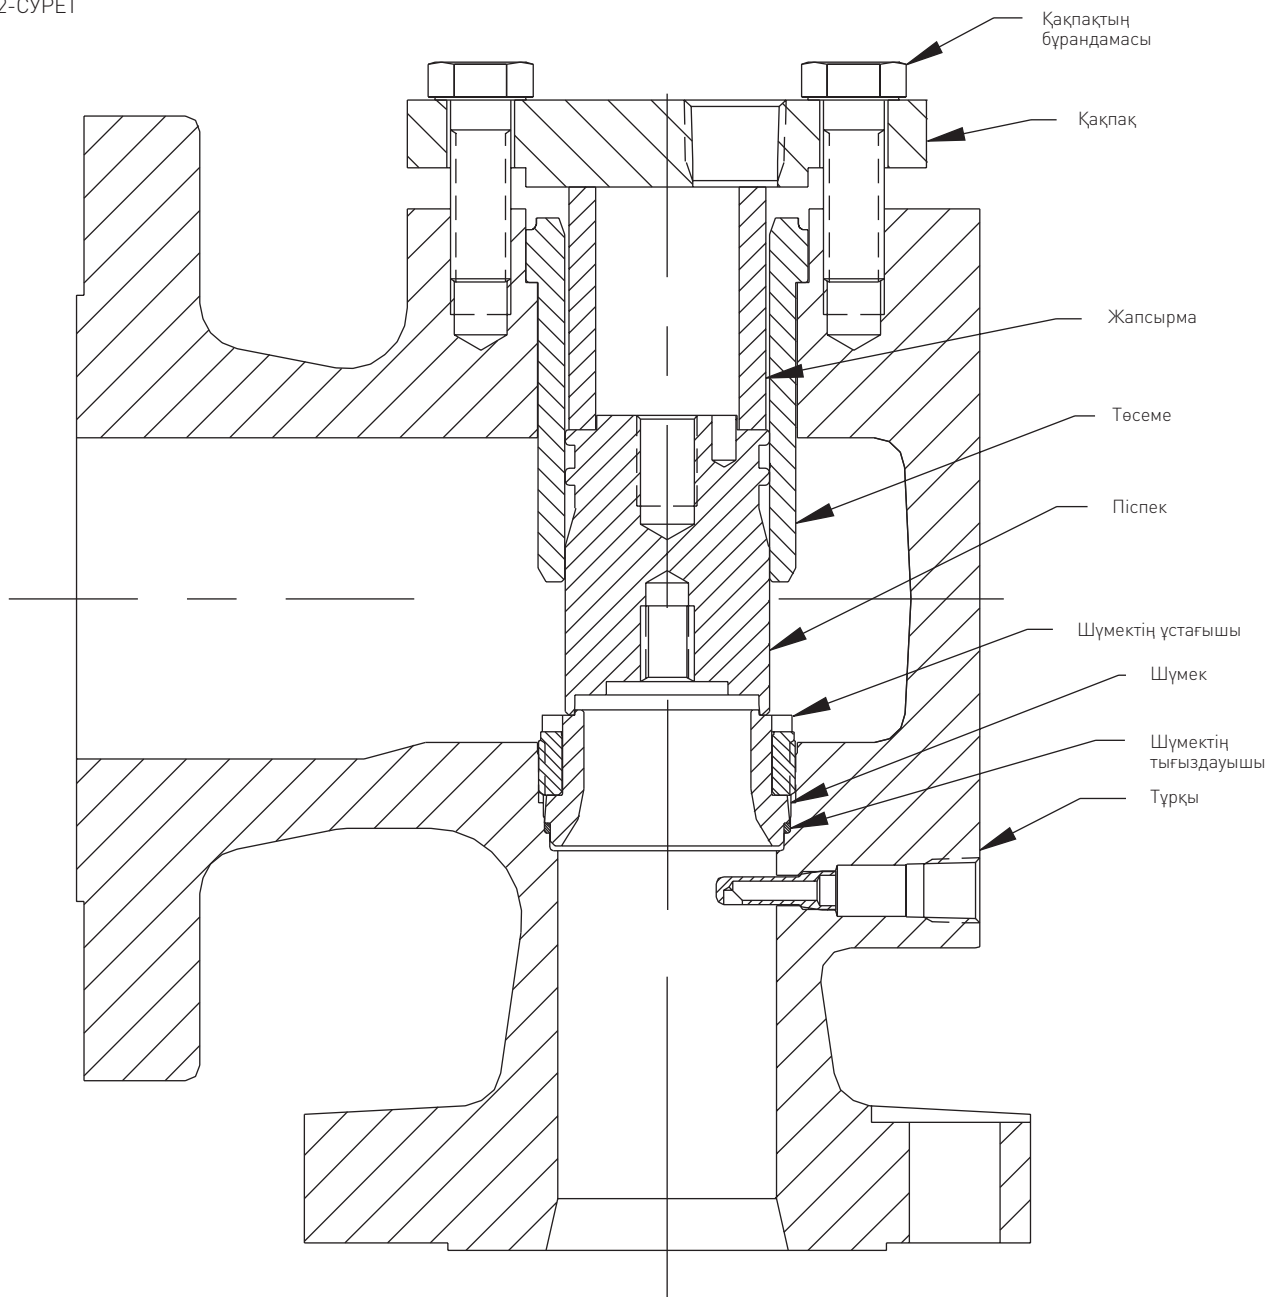 2-СУРЕТ
Қақпақтың
бұрандамасы
Қақпақ
Жапсырма
Төсеме
Піспек
Шүмектің ұстағышы
Шүмек
Шүмектің
тығыздауышы
Тұрқы